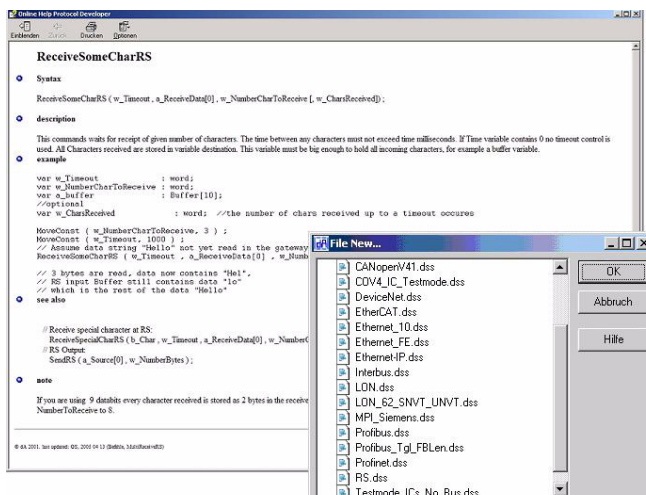 Online Help Protocol Developer
Einblenden Zurück Drucken Optionen
ReceiveSomeCharRS
Syntax
ReceiveSomeCharRS ( w_Timeout , a_ReceiveData[0] , w_NumberCharToReceive [, w_CharsReceived]) ;
description
This commands waits for receipt of given number of characters. The time between any characters must not exceed time milliseconds. If Time variable contains 0 no timeout control is
used. All Characters received are stored in variable destination. This variable must be big enough to hold all incoming characters, for example a buffer variable.
example
var w_Timeout : word;
var w_NumberCharToReceive : word;
var a_buffer : Buffer[10];
//optional
var w_CharsReceived : word; //the number of chars received up to a timeout occures
MoveConst ( w_NumberCharToReceive, 3 ) ;
MoveConst ( w_Timeout, 1000 ) ;
// Assume data string "Hello" not yet read in the gateway
ReceiveSomeCharRS ( w_Timeout , a_ReceiveData[0] , w_Numb
// 3 bytes are read, data now contains "Hel",
// RS input Buffer still contains data "lo"
// which is the rest of the data "Hello"
see also
// Receive special character at RS:
ReceiveSpecialCharRS ( b_Char , w_Timeout , a_ReceiveData[0] , w_NumberC
// RS Output:
SendRS ( a_Source[0] , w_NumberBytes ) ;
note
If you are using 9 databits every character received is stored as 2 bytes in the receive
NumberToReceive to 8.
© dA 2001. last updated: QS, 2005 04 13
File New...
CANopenV41.dss
COV4_IC_Testmode.dss
DeviceNet.dss
EtherCAT.dss
Ethernet_10.dss
Ethernet_FE.dss
Ethernet-IP.dss
Interbus.dss
LON.dss
LON_62_SNVT_UNVT.dss
MPI_Siemens.dss
Profibus.dss
Profibus_Tgl_FBLen.dss
Profinet.dss
RS.dss
Testmode_ICs_No_Bus.dss
OK
Abbruch
Hilfe